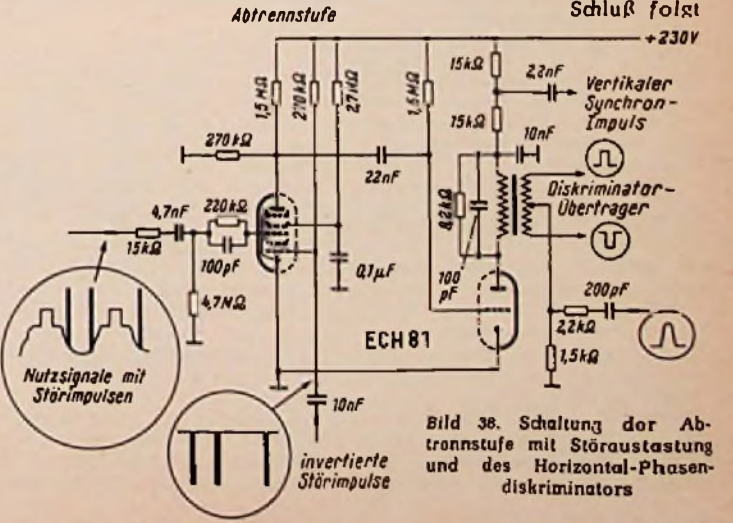 Abtrennstufe
Schluß folgt
+230V
1,5MΩ
270kΩ
27kΩ
1,5MΩ
15kΩ
2,2nF
Vertikaler
Synchron-
Impuls
15kΩ
10nF
270kΩ
22nF
Diskriminator-
Übertrager
8,2kΩ
4,7nF
220kΩ
15kΩ
100pF
0,1µF
100
pF
200pF
4,7MΩ
ECH81
2,2kΩ
1,5kΩ
Nutzsignale mit
Störimpulsen
10nF
invertierte
Störimpulse
Bild 38. Schaltung der Ab-
trennstufe mit Störaustastung
und des Horizontal-Phasen-
diskriminators